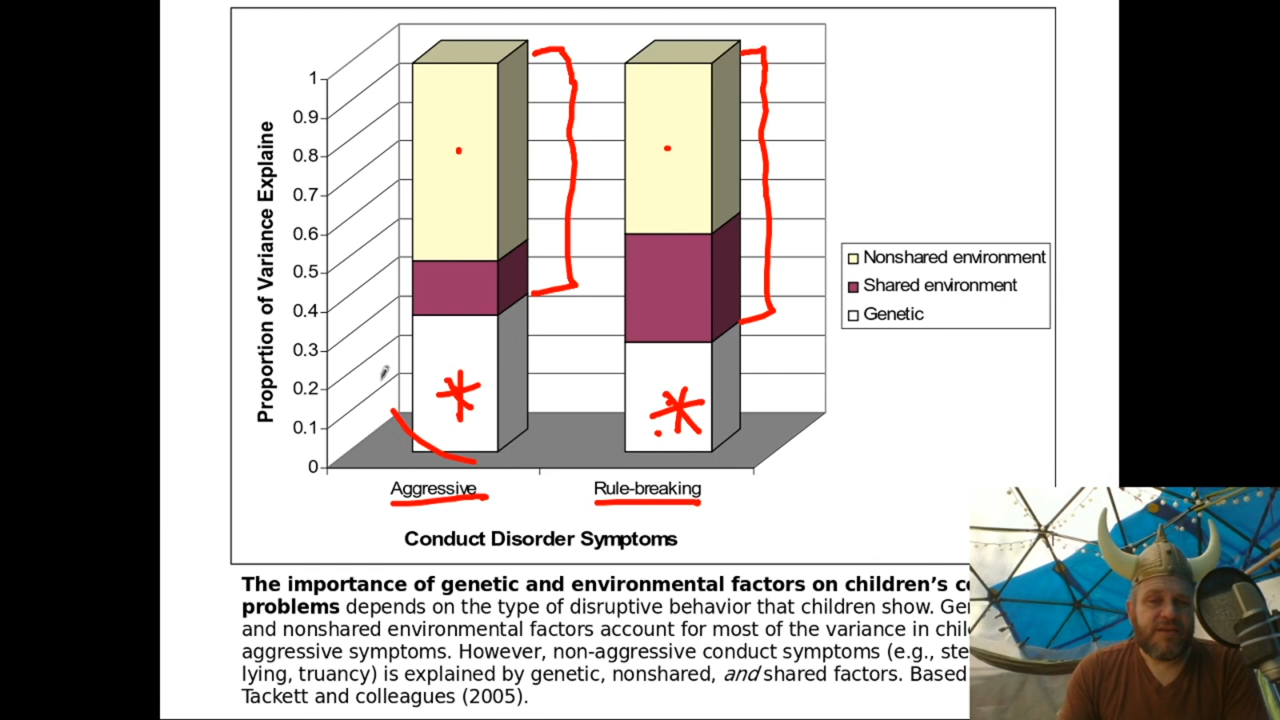 Proportion of Variance Explaine
1
0.9
0.8
0.7
0.6
0.5
0.4
0.3
0.2
0.1
0
Aggressive Rule-breaking
Conduct Disorder Symptoms
Nonshared environment
Shared environment
Genetic
The importance of genetic and environmental factors on children’s
problems depends on the type of disruptive behavior that children show.
and nonshared environmental factors account for most of the variance in
aggressive symptoms. However, non-aggressive conduct symptoms (e.g.,
lying, truancy) is explained by genetic, nonshared, and shared factors. Based
Tackett and colleagues (2005).